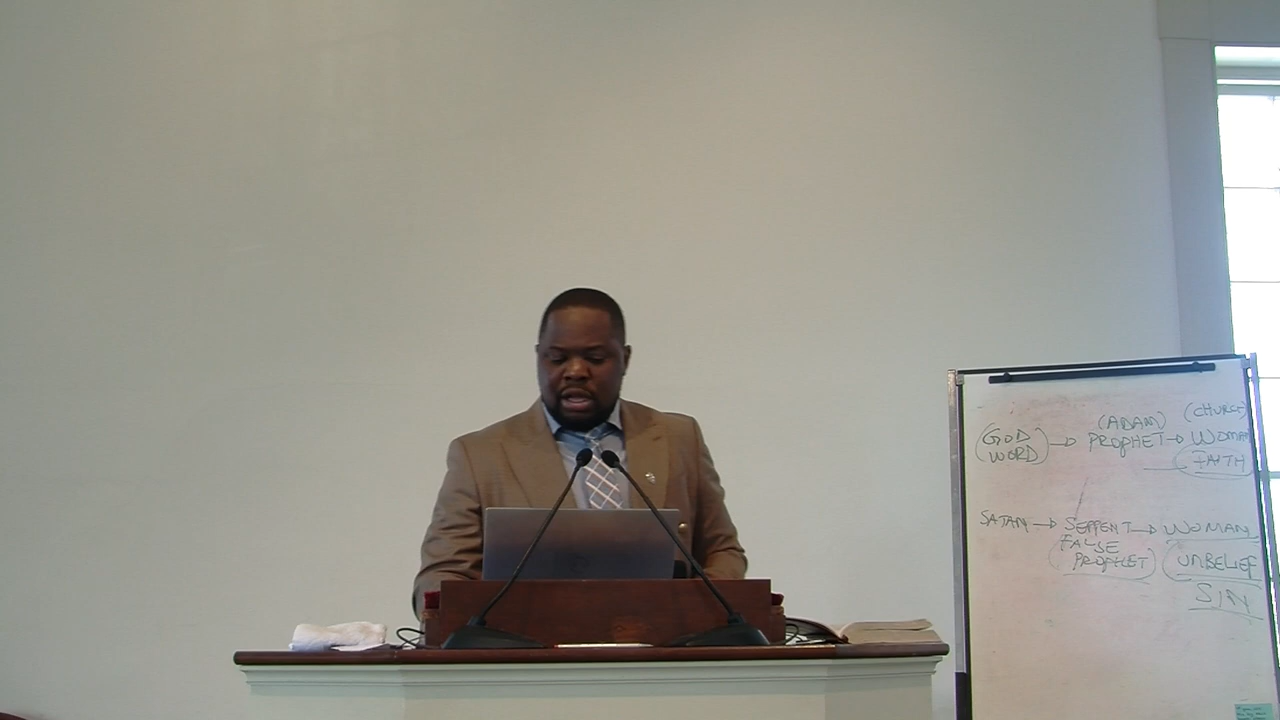 (ADAM) (CHURCH)
(GOD → PROPHET → WOMAN
WORD) FAITH
SATAN → SERPENT → WOMAN
FALSE
(PROPHET) (UNBELIEF
SIN